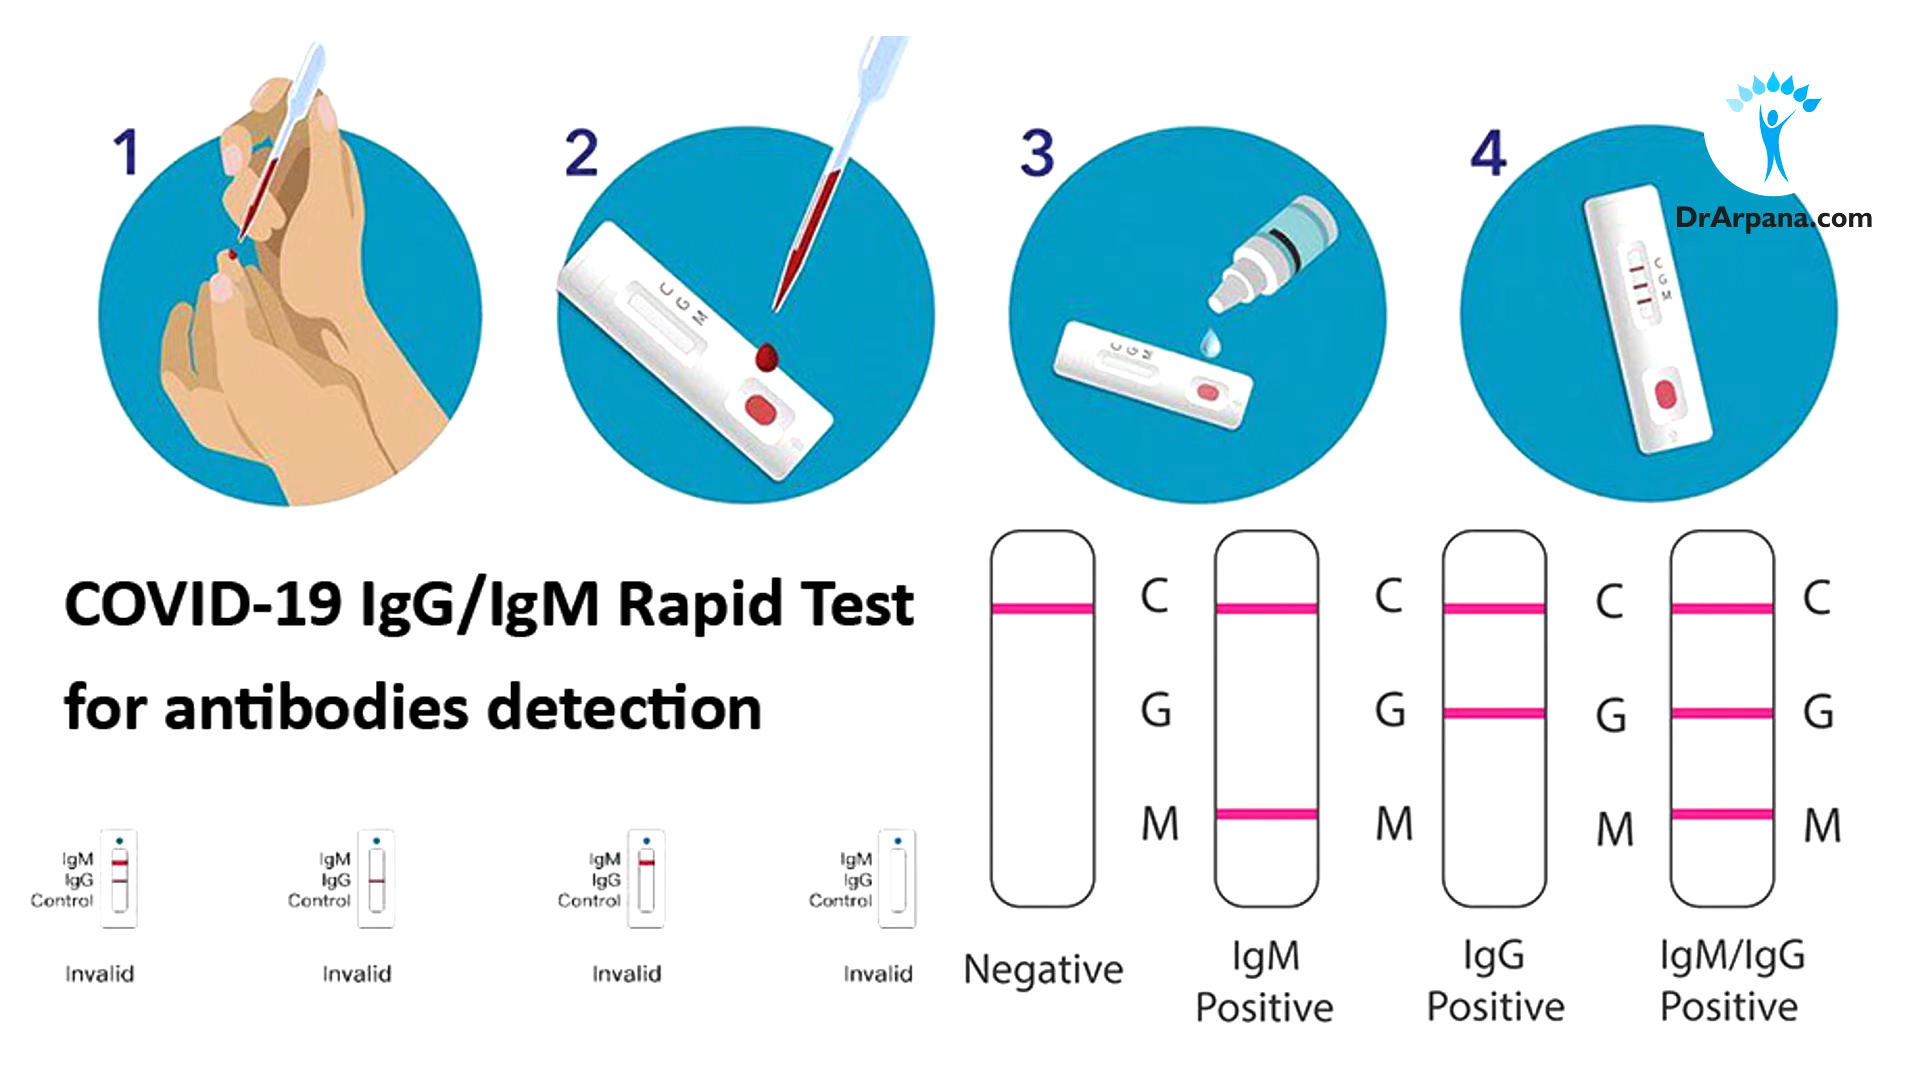 1
2
3
4
DrArpana.com
C G M
C G M
C G M
COVID-19 IgG/IgM Rapid Test
for antibodies detection
C
G
M
C
G
M
C
G
M
C
G
M
Negative
IgM
Positive
IgG
Positive
IgM/IgG
Positive
IgM
IgG
Control
Invalid
IgM
IgG
Control
Invalid
IgM
IgG
Control
Invalid
IgM
IgG
Control
Invalid